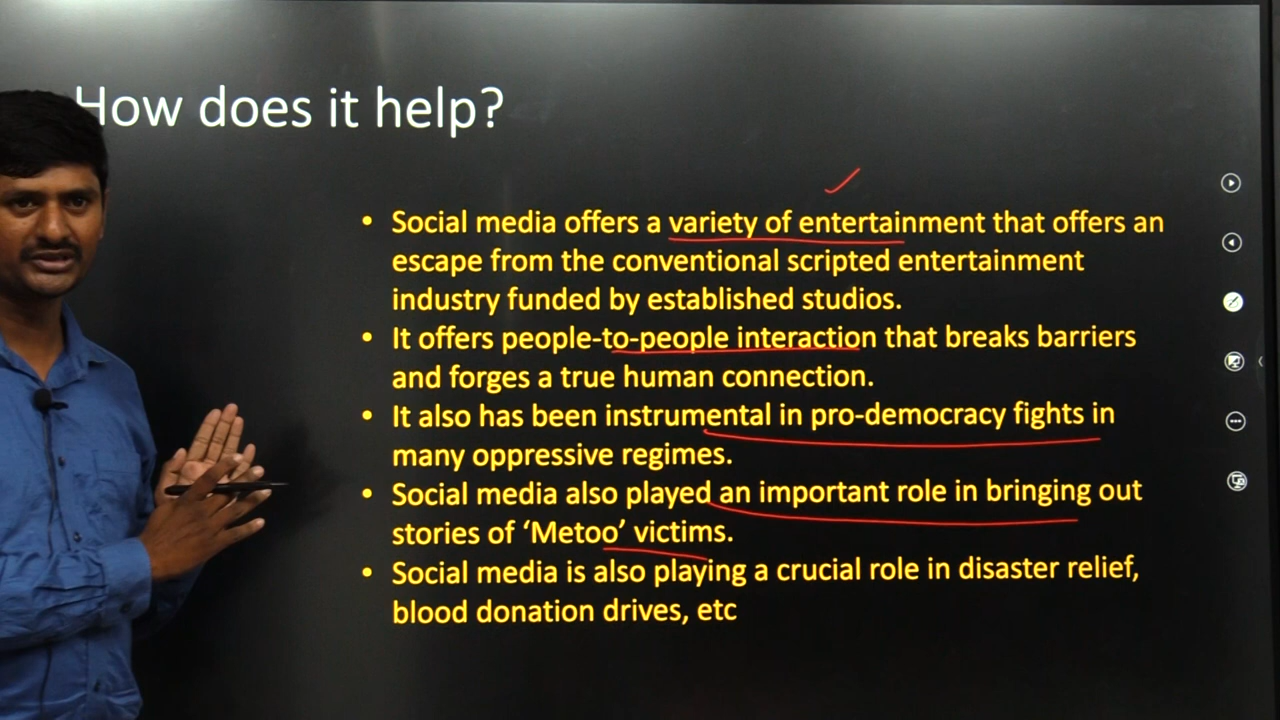 How does it help?
• Social media offers a variety of entertainment that offers an
escape from the conventional scripted entertainment
industry funded by established studios.
• It offers people-to-people interaction that breaks barriers
and forges a true human connection.
• It also has been instrumental in pro-democracy fights in
many oppressive regimes.
• Social media also played an important role in bringing out
stories of ‘Metoo’ victims.
• Social media is also playing a crucial role in disaster relief,
blood donation drives, etc